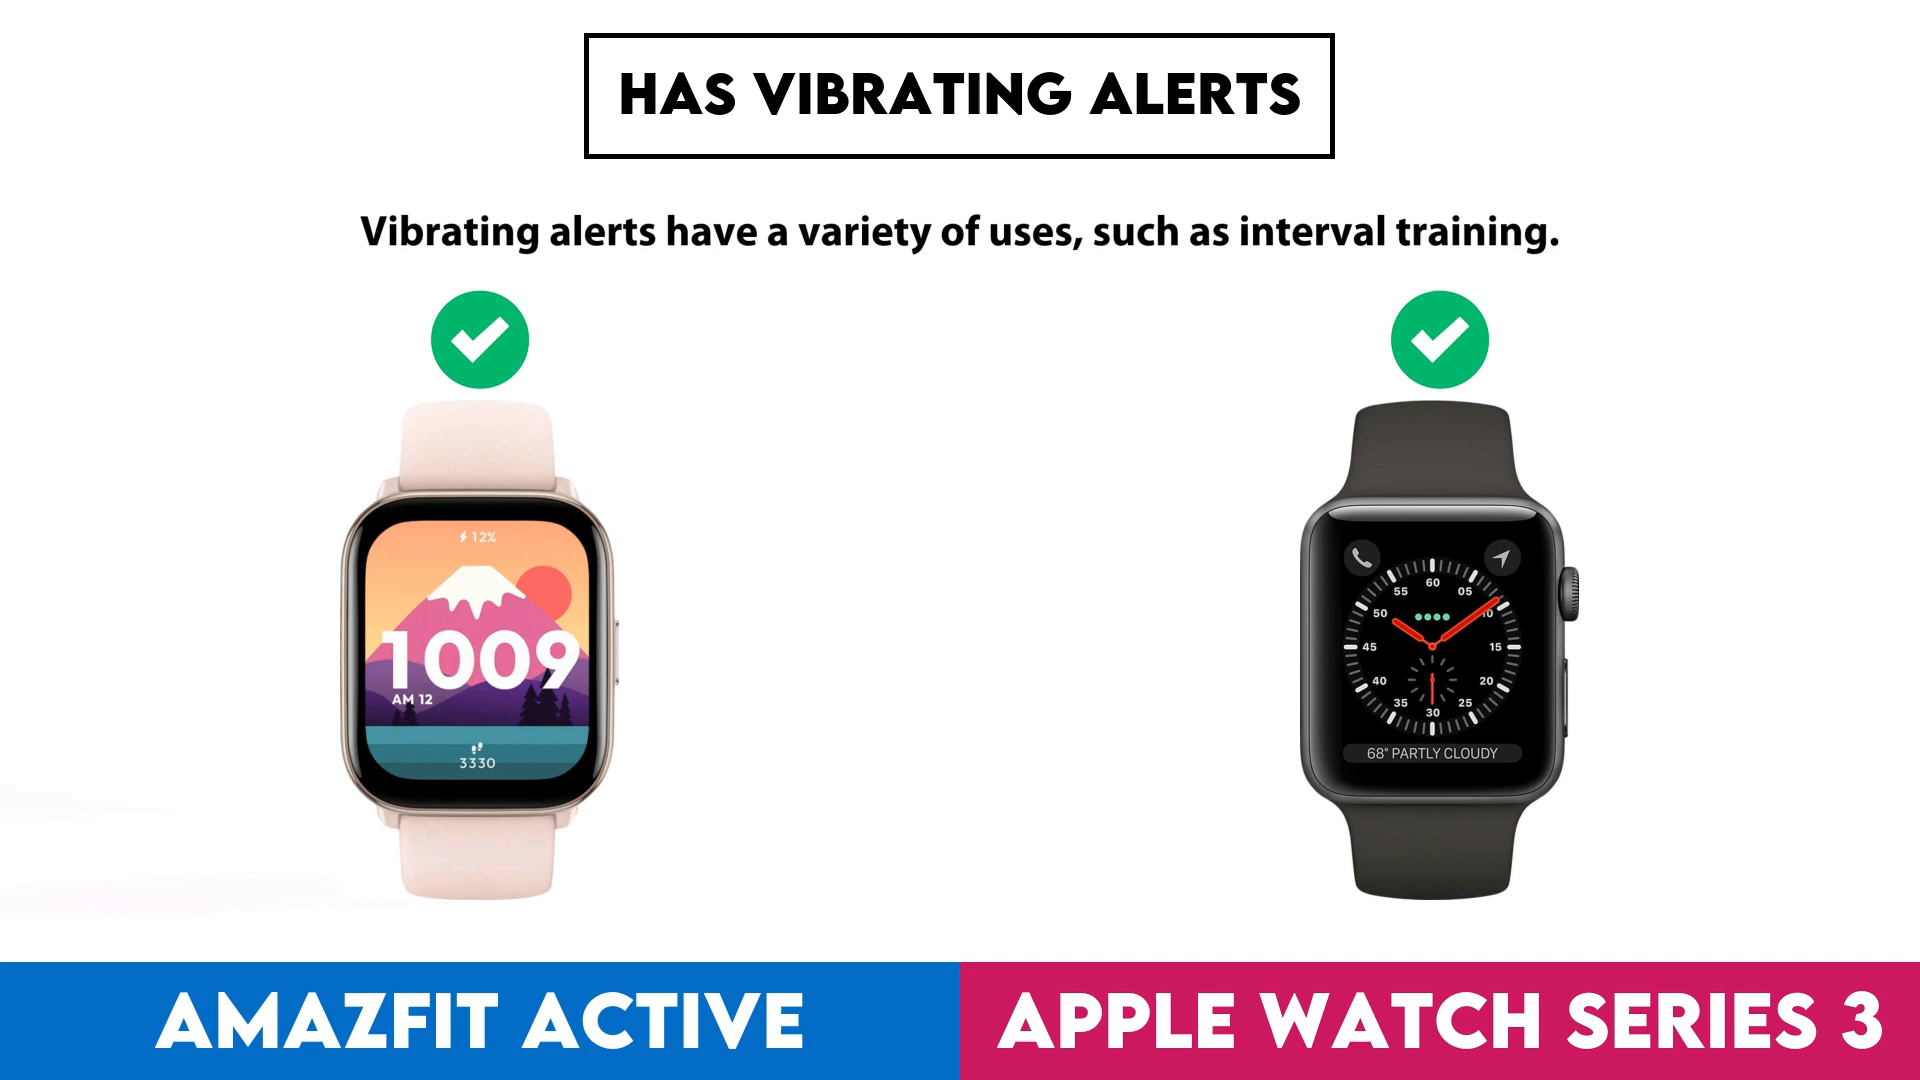 HAS VIBRATING ALERTS
Vibrating alerts have a variety of uses, such as interval training.
12%
1009
AM 12
3330
60
55 05
50 10
45 15
40 20
35 25
30
68° PARTLY CLOUDY
AMAZFIT ACTIVE
APPLE WATCH SERIES 3